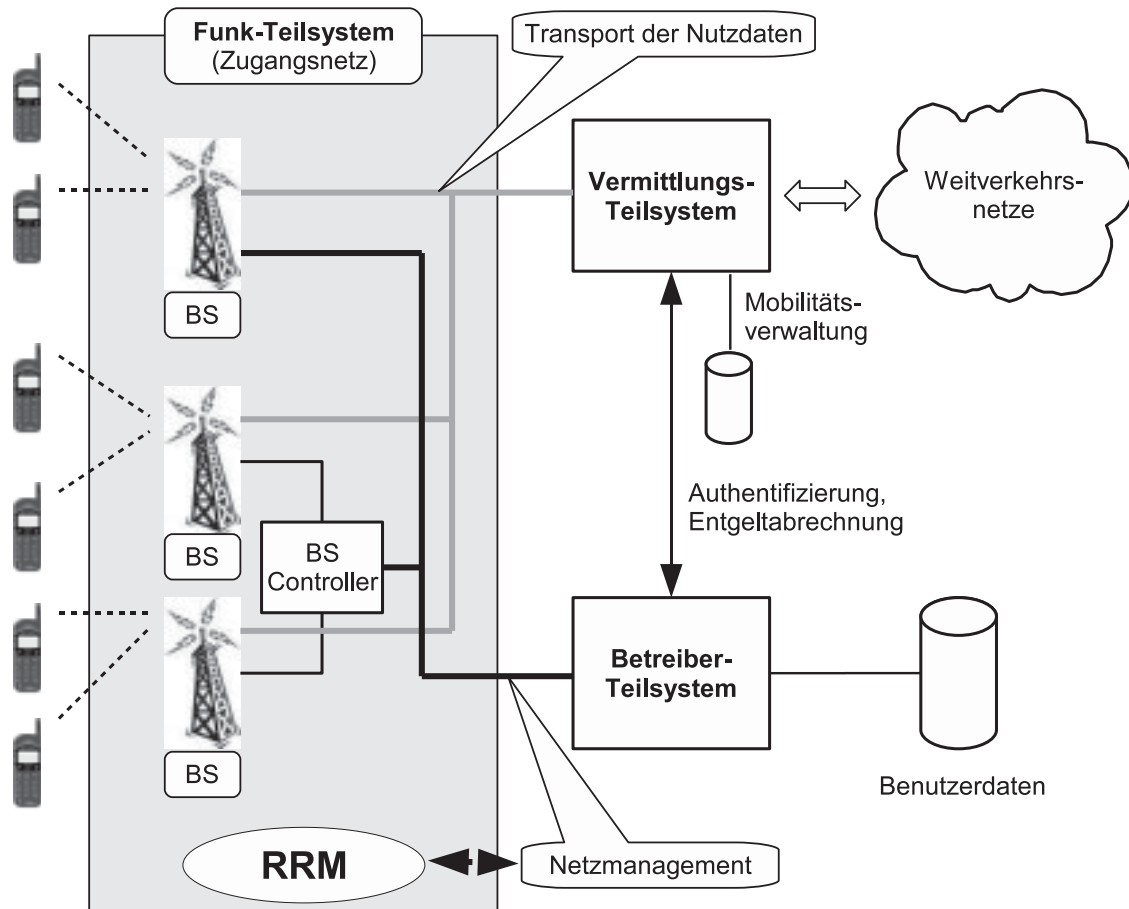 Funk-Teilsystem
(Zugangsnetz)
Transport der Nutzdaten
Vermittlungs-
Teilsystem
Weitverkehrs-
netze
BS
Mobilitäts-
verwaltung
BS
BS
Controller
Authentifizierung,
Entgeltabrechnung
Betreiber-
Teilsystem
BS
Benutzerdaten
RRM
Netzmanagement